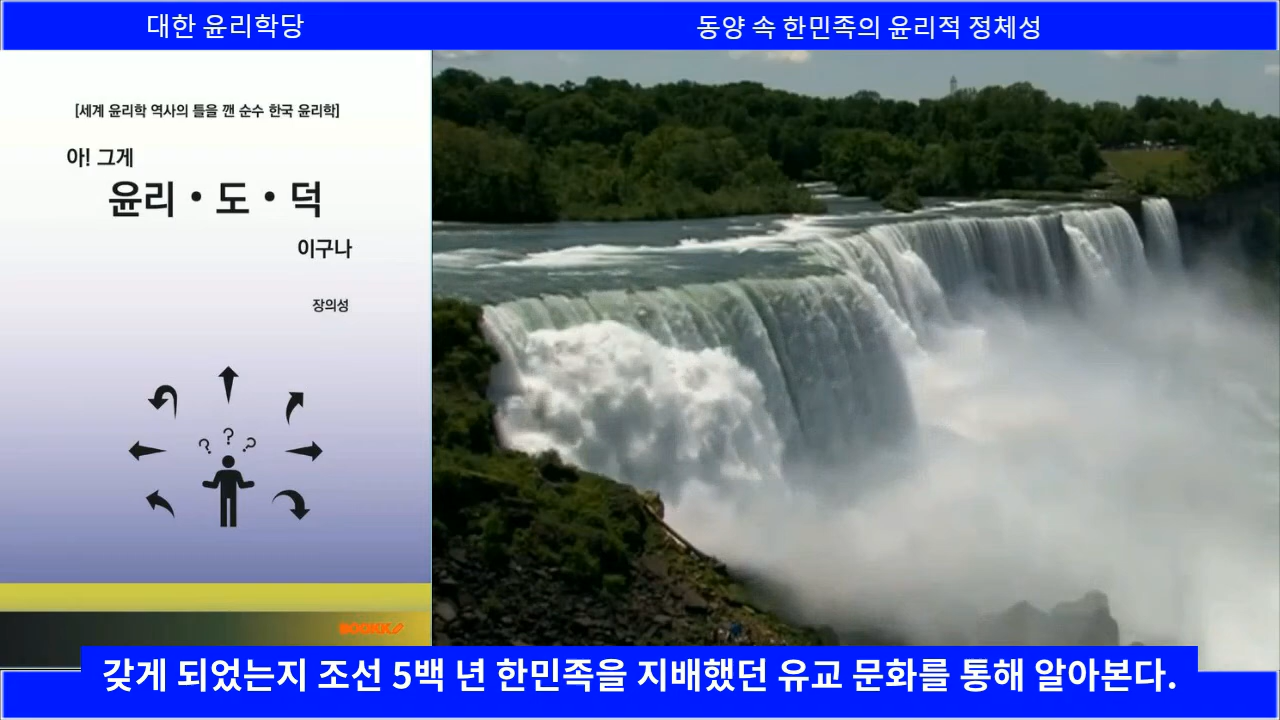 대한 윤리학당
동양 속 한민족의 윤리적 정체성
[세계 윤리학 역사의 틀을 깬 순수 한국 윤리학]
아! 그게
윤리 • 도 • 덕
이구나
장의성
? ? ?
BOOKK
갖게 되었는지 조선 5백 년 한민족을 지배했던 유교 문화를 통해 알아본다.